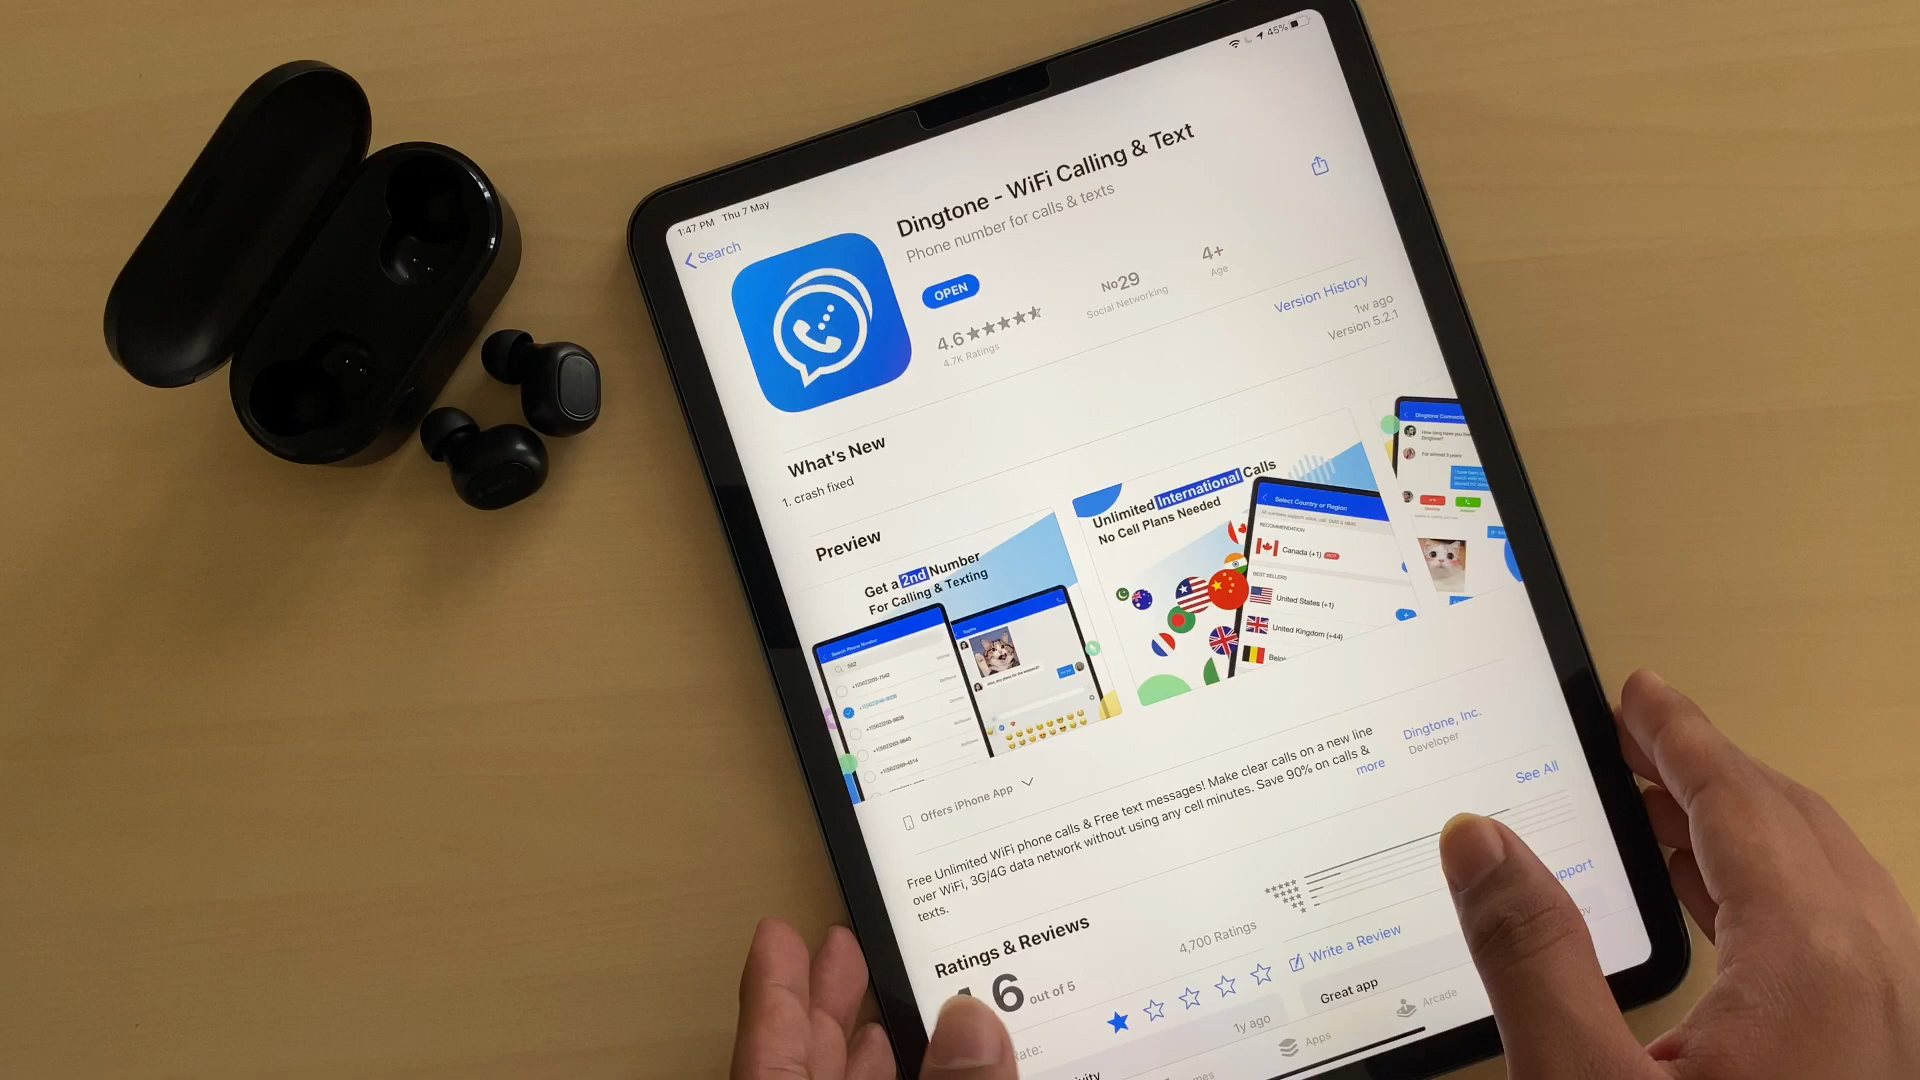 1:47 PM Thu 7 May
45%
Search
Dingtone - WiFi Calling & Text
Phone number for calls & texts
OPEN
4.6
4.7K Ratings
No29
Social Networking
4+
Age
Version History
1w ago
Version 5.2.1
What's New
1. crash fixed
Preview
Get a 2nd Number
For Calling & Texting
Search Phone Number
562
Unlimited International Calls
No Cell Plans Needed
Select Country or Region
RECOMMENDATION
Canada (+1)
BEST SELLERS
United States (+1)
United Kingdom (+44)
Offers iPhone App
Free Unlimited WiFi phone calls & Free text messages! Make clear calls on a new line
over WiFi, 3G/4G data network without using any cell minutes. Save 90% on calls &
texts.
more
Dingtone, Inc.
Developer
Ratings & Reviews
See All
out of 5
4,700 Ratings
Write a Review
Great app
1y ago
Apps
Arcade